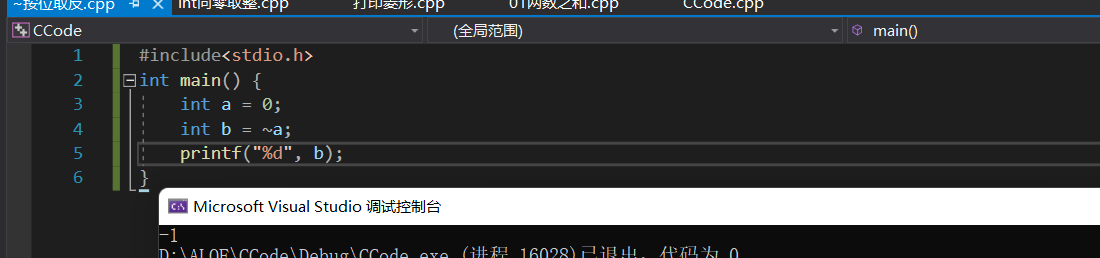 ~按位取反.cpp int向零取整.cpp 打印菱形.cpp 01两数之和.cpp CCode.cpp
CCode (全局范围) main()
1 #include<stdio.h>
2 int main() {
3 int a = 0;
4 int b = ~a;
5 printf("%d", b);
6 }
C:\ Microsoft Visual Studio 调试控制台
-1
D:\ALOE\CCode\Debug\CCode.exe (进程 16028)已退出，代码为 0